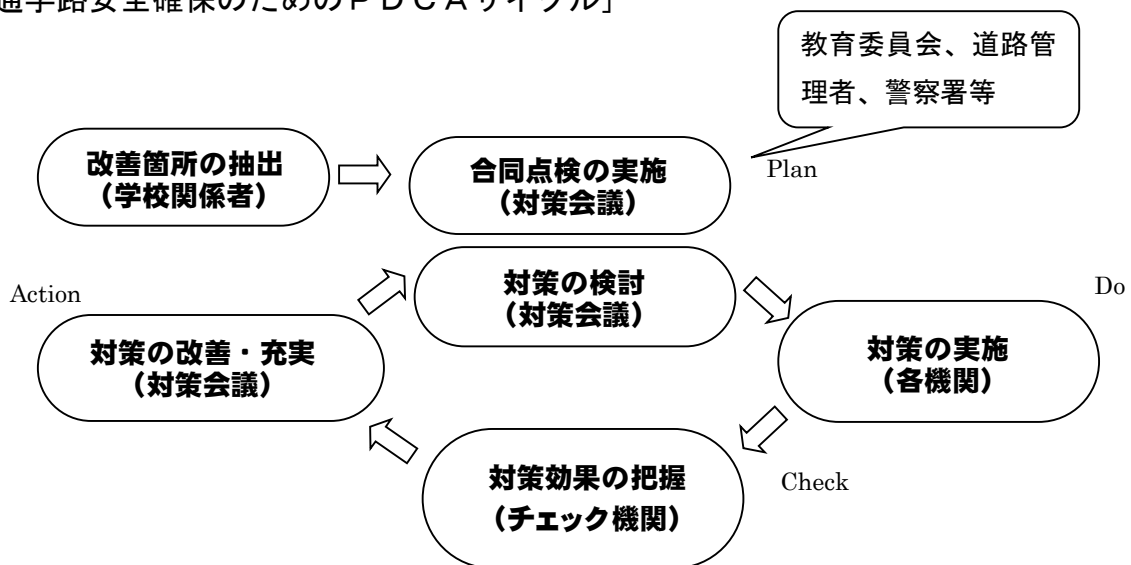 通学路安全確保のためのPDCAサイクル］
教育委員会、道路管
理者、警察署等
改善箇所の抽出
（学校関係者）
合同点検の実施
（対策会議）
Plan
対策の検討
（対策会議）
Action
Do
対策の改善・充実
（対策会議）
対策の実施
（各機関）
対策効果の把握
（チェック機関）
Check